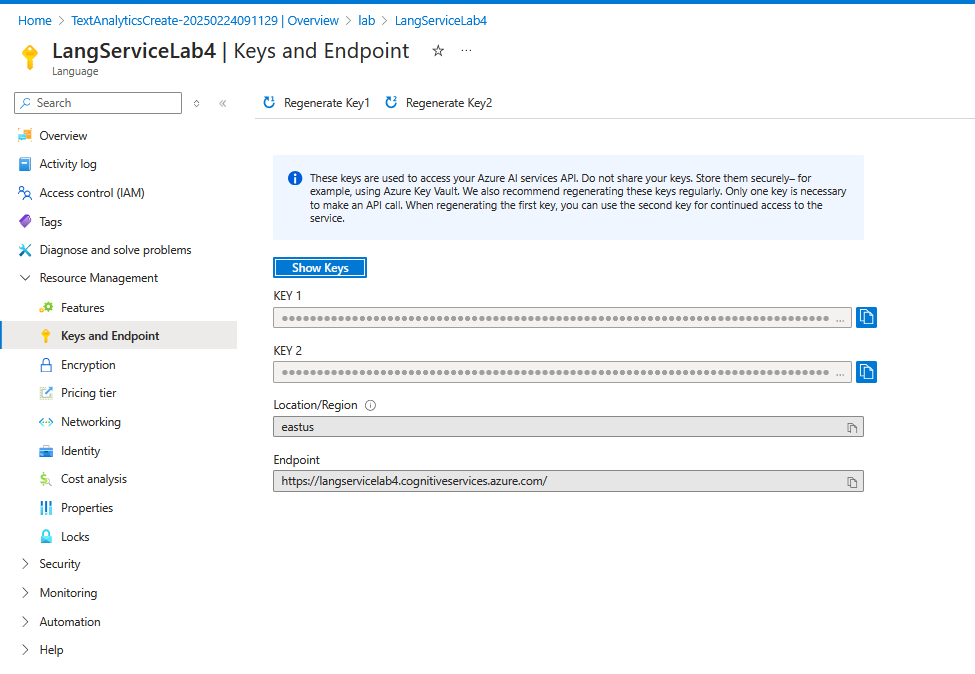 Home > TextAnalyticsCreate-20250224091129 | Overview > lab > LangServiceLab4
LangServiceLab4 | Keys and Endpoint
Language
Search
Regenerate Key1
Regenerate Key2
Overview
Activity log
Access control (IAM)
Tags
Diagnose and solve problems
Resource Management
Features
Keys and Endpoint
Encryption
Pricing tier
Networking
Identity
Cost analysis
Properties
Locks
Security
Monitoring
Automation
Help
These keys are used to access your Azure AI services API. Do not share your keys. Store them securely– for
example, using Azure Key Vault. We also recommend regenerating these keys regularly. Only one key is necessary
to make an API call. When regenerating the first key, you can use the second key for continued access to the
service.
Show Keys
KEY 1
KEY 2
Location/Region
eastus
Endpoint
https://langservicelab4.cognitiveservices.azure.com/